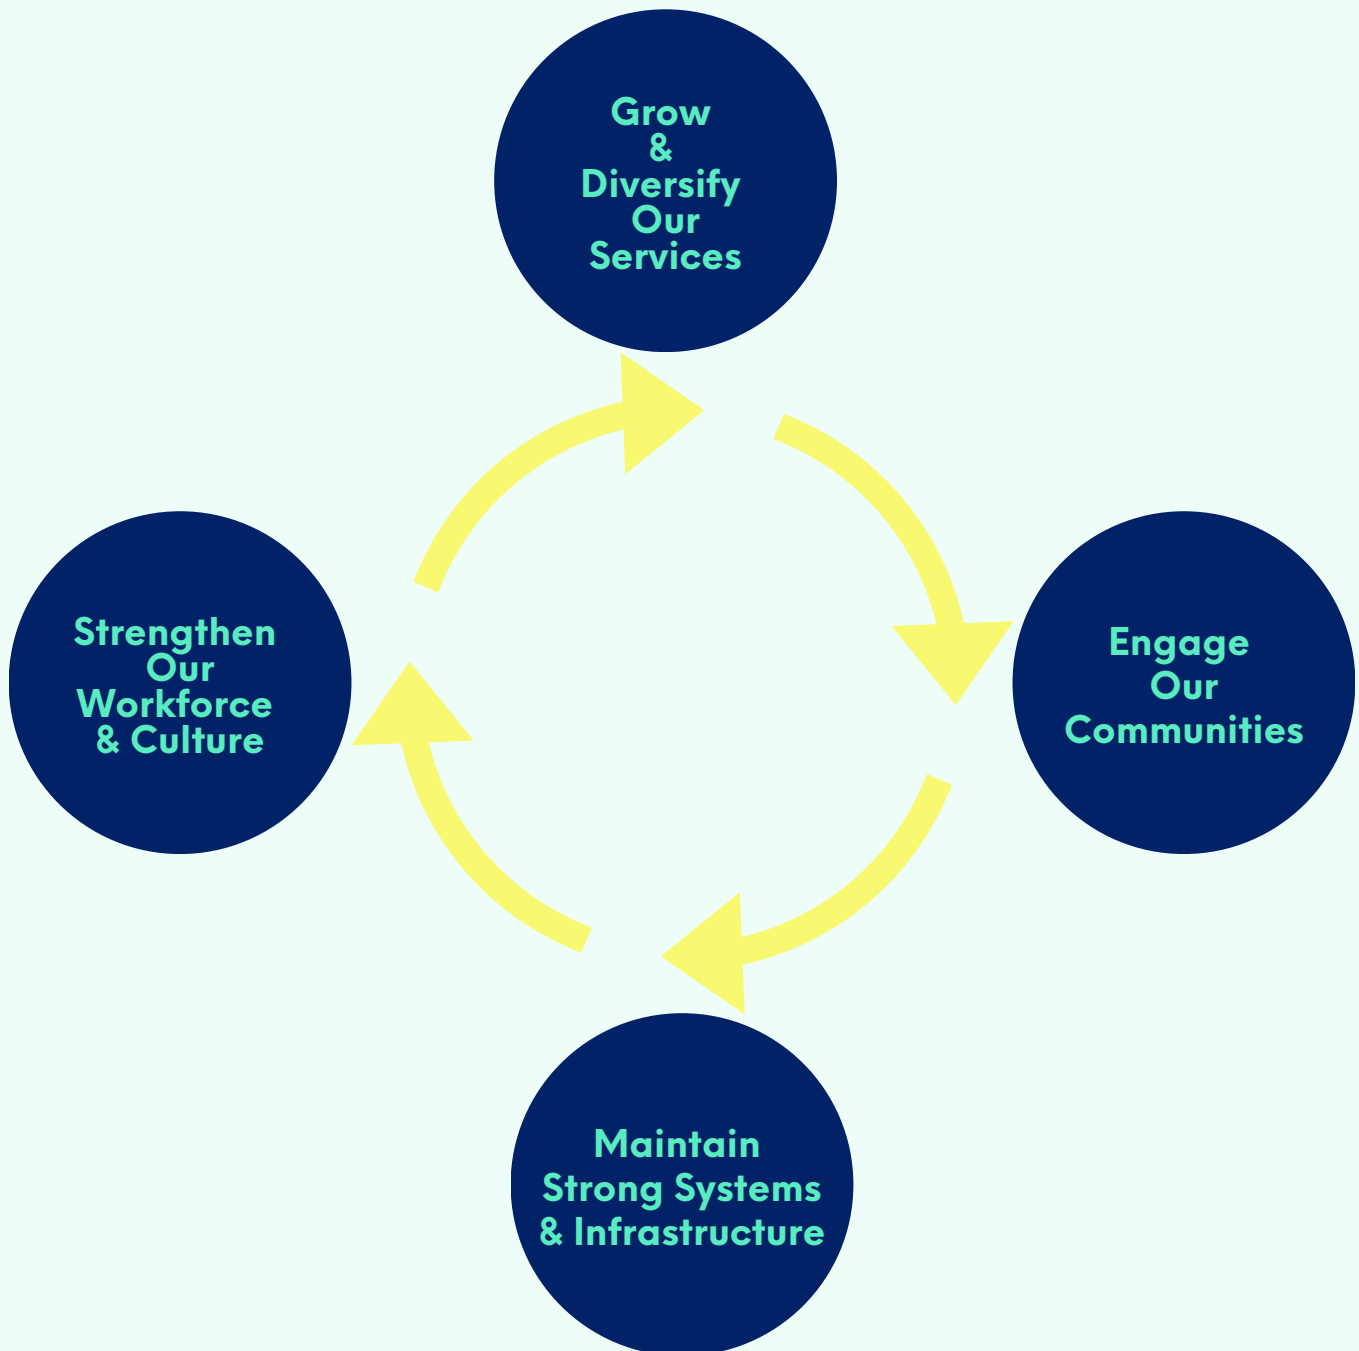 Grow
&
Diversify
Our
Services
Engage
Our
Communities
Maintain
Strong Systems
& Infrastructure
Strengthen
Our
Workforce
& Culture